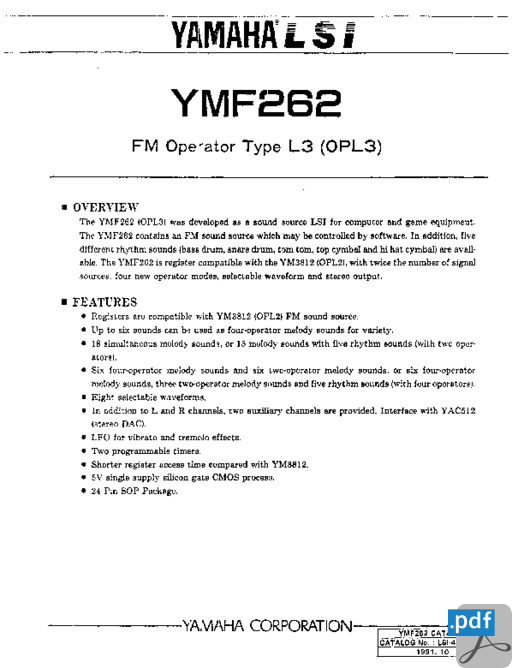 YAMAHA LSI
YMF262
FM Operator Type L3 (OPL3)
■ OVERVIEW
The YMF262 (OPL3) was developed as a sound source LSI for computer and game equipment.
The YMF262 contains an FM sound source which may be controlled by software. In addition, five
different rhythm sounds (bass drum, snare drum, tom tom, top cymbal and hi hat cymbal) are avail-
able. The YMF262 is register compatible with the YM3812 (OPL2), with twice the number of signal
sources, four new operator modes, selectable waveform and stereo output.
■ FEATURES
● Registers are compatible with YM3812 (OPL2) FM sound source.
● Up to six sounds can be used as four-operator melody sounds for variety.
● 18 simultaneous melody sounds, or 15 melody sounds with five rhythm sounds (with two oper-
ators).
● Six four-operator melody sounds and six two-operator melody sounds, or six four-operator
melody sounds, three two-operator melody sounds and five rhythm sounds (with four operators).
● Eight selectable waveforms.
● In addition to L and R channels, two auxiliary channels are provided. Interface with YAC512
(stereo DAC).
● LFO for vibrato and tremolo effects.
● Two programmable timers.
● Shorter register access time compared with YM3812.
● 5V single supply silicon gate CMOS process.
● 24 Pin SOP Package.
YAMAHA CORPORATION
YMF262 CAT
CATALOG No. : LSI-4
1991. 10
.pdf